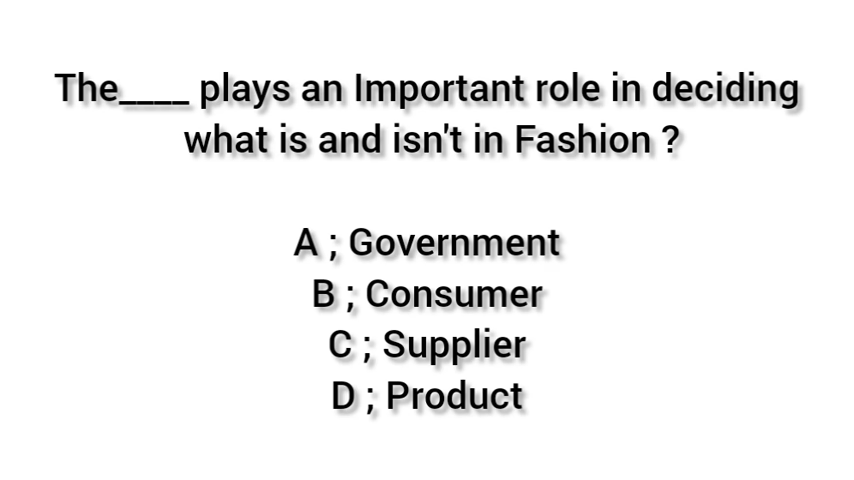 The____ plays an Important role in deciding
what is and isn't in Fashion ?
A ; Government
B ; Consumer
C ; Supplier
D ; Product